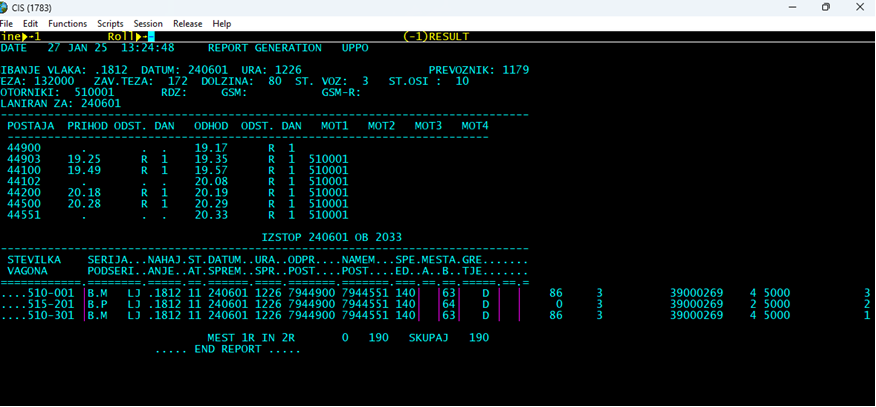 CIS (1783)
File Edit Functions Scripts Session Release Help
ine▶→1 Roll▶→ (-1)RESULT
DATE 27 JAN 25 13:24:48 REPORT GENERATION UPPO
IBANJE VLAKA: .1812 DATUM: 240601 URA: 1226 PREVOZNIK: 1179
EZA: 132000 ZAV.TEZA: 172 DOLZINA: 80 ST. VOZ: 3 ST.OSI : 10
OTORNIKI: 510001 RDZ: GSM: GSM-R:
LANIRAN ZA: 240601
POSTAJA PRIHOD ODST. DAN ODHOD ODST. DAN MOT1 MOT2 MOT3 MOT4
44900 . . . 19.17 R 1
44903 19.25 R 1 19.35 R 1 510001
44100 19.49 R 1 19.57 R 1 510001
44102 . . . 20.08 R 1 510001
44200 20.18 R 1 20.19 R 1 510001
44500 20.28 R 1 20.29 R 1 510001
44551 . . . 20.33 R 1 510001
IZSTOP 240601 OB 2033
STEVILKA SERIJA...NAHAJ.ST.DATUM..URA..ODPR....NAMEM...SPE.MESTA.GRE.......
VAGONA PODSERI..ANJE..AT.SPREM..SPR..POST....POST....ED..A..B..TJE.......
....510-001 B.M LJ .1812 11 240601 1226 7944900 7944551 140 63 D 86 3 39000269 4 5000 3
....515-201 B.P LJ .1812 11 240601 1226 7944900 7944551 140 64 D 0 3 39000269 2 5000 2
....510-301 B.M LJ .1812 11 240601 1226 7944900 7944551 140 63 D 86 3 39000269 4 5000 1
MEST 1R IN 2R 0 190 SKUPAJ 190
..... END REPORT .....